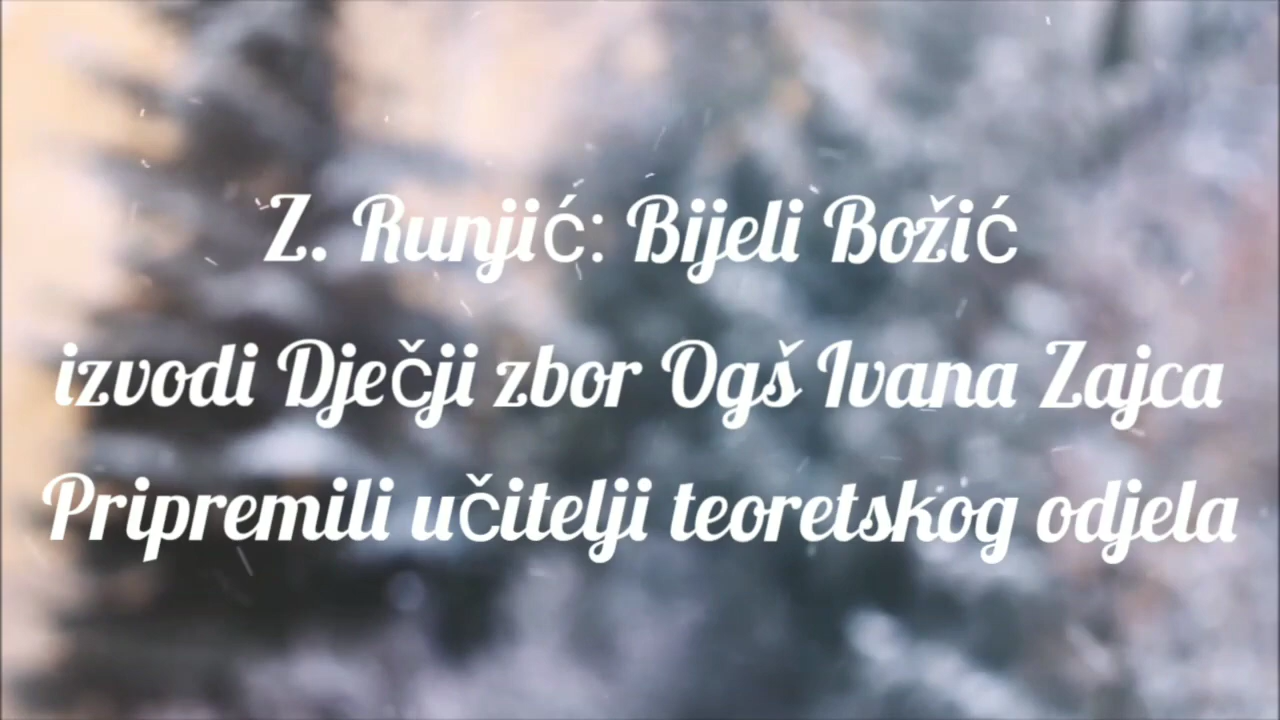 Z. Runjić: Bijeli Božić
izvodi Dječji zbor Ogš Ivana Zajca
Pripremili učitelji teoretskog odjela